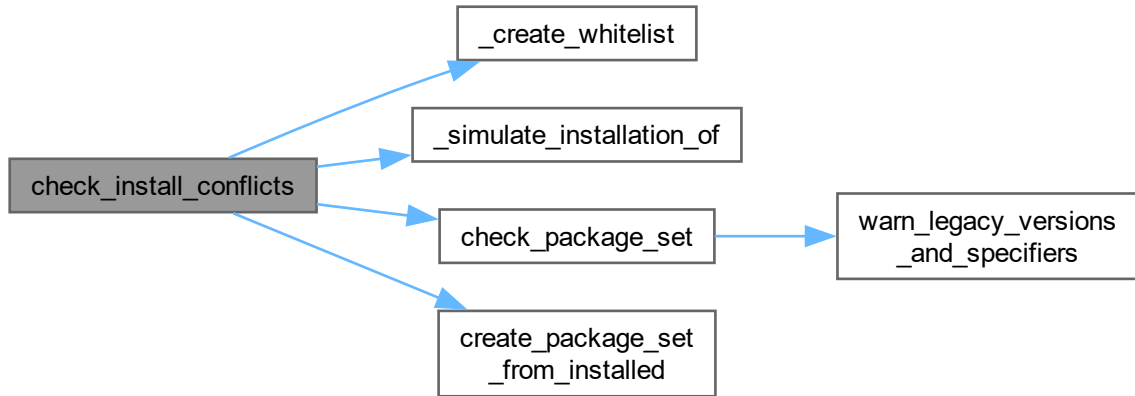 _create_whitelist
_simulate_installation_of
check_install_conflicts
check_package_set
warn_legacy_versions
_and_specifiers
create_package_set
_from_installed